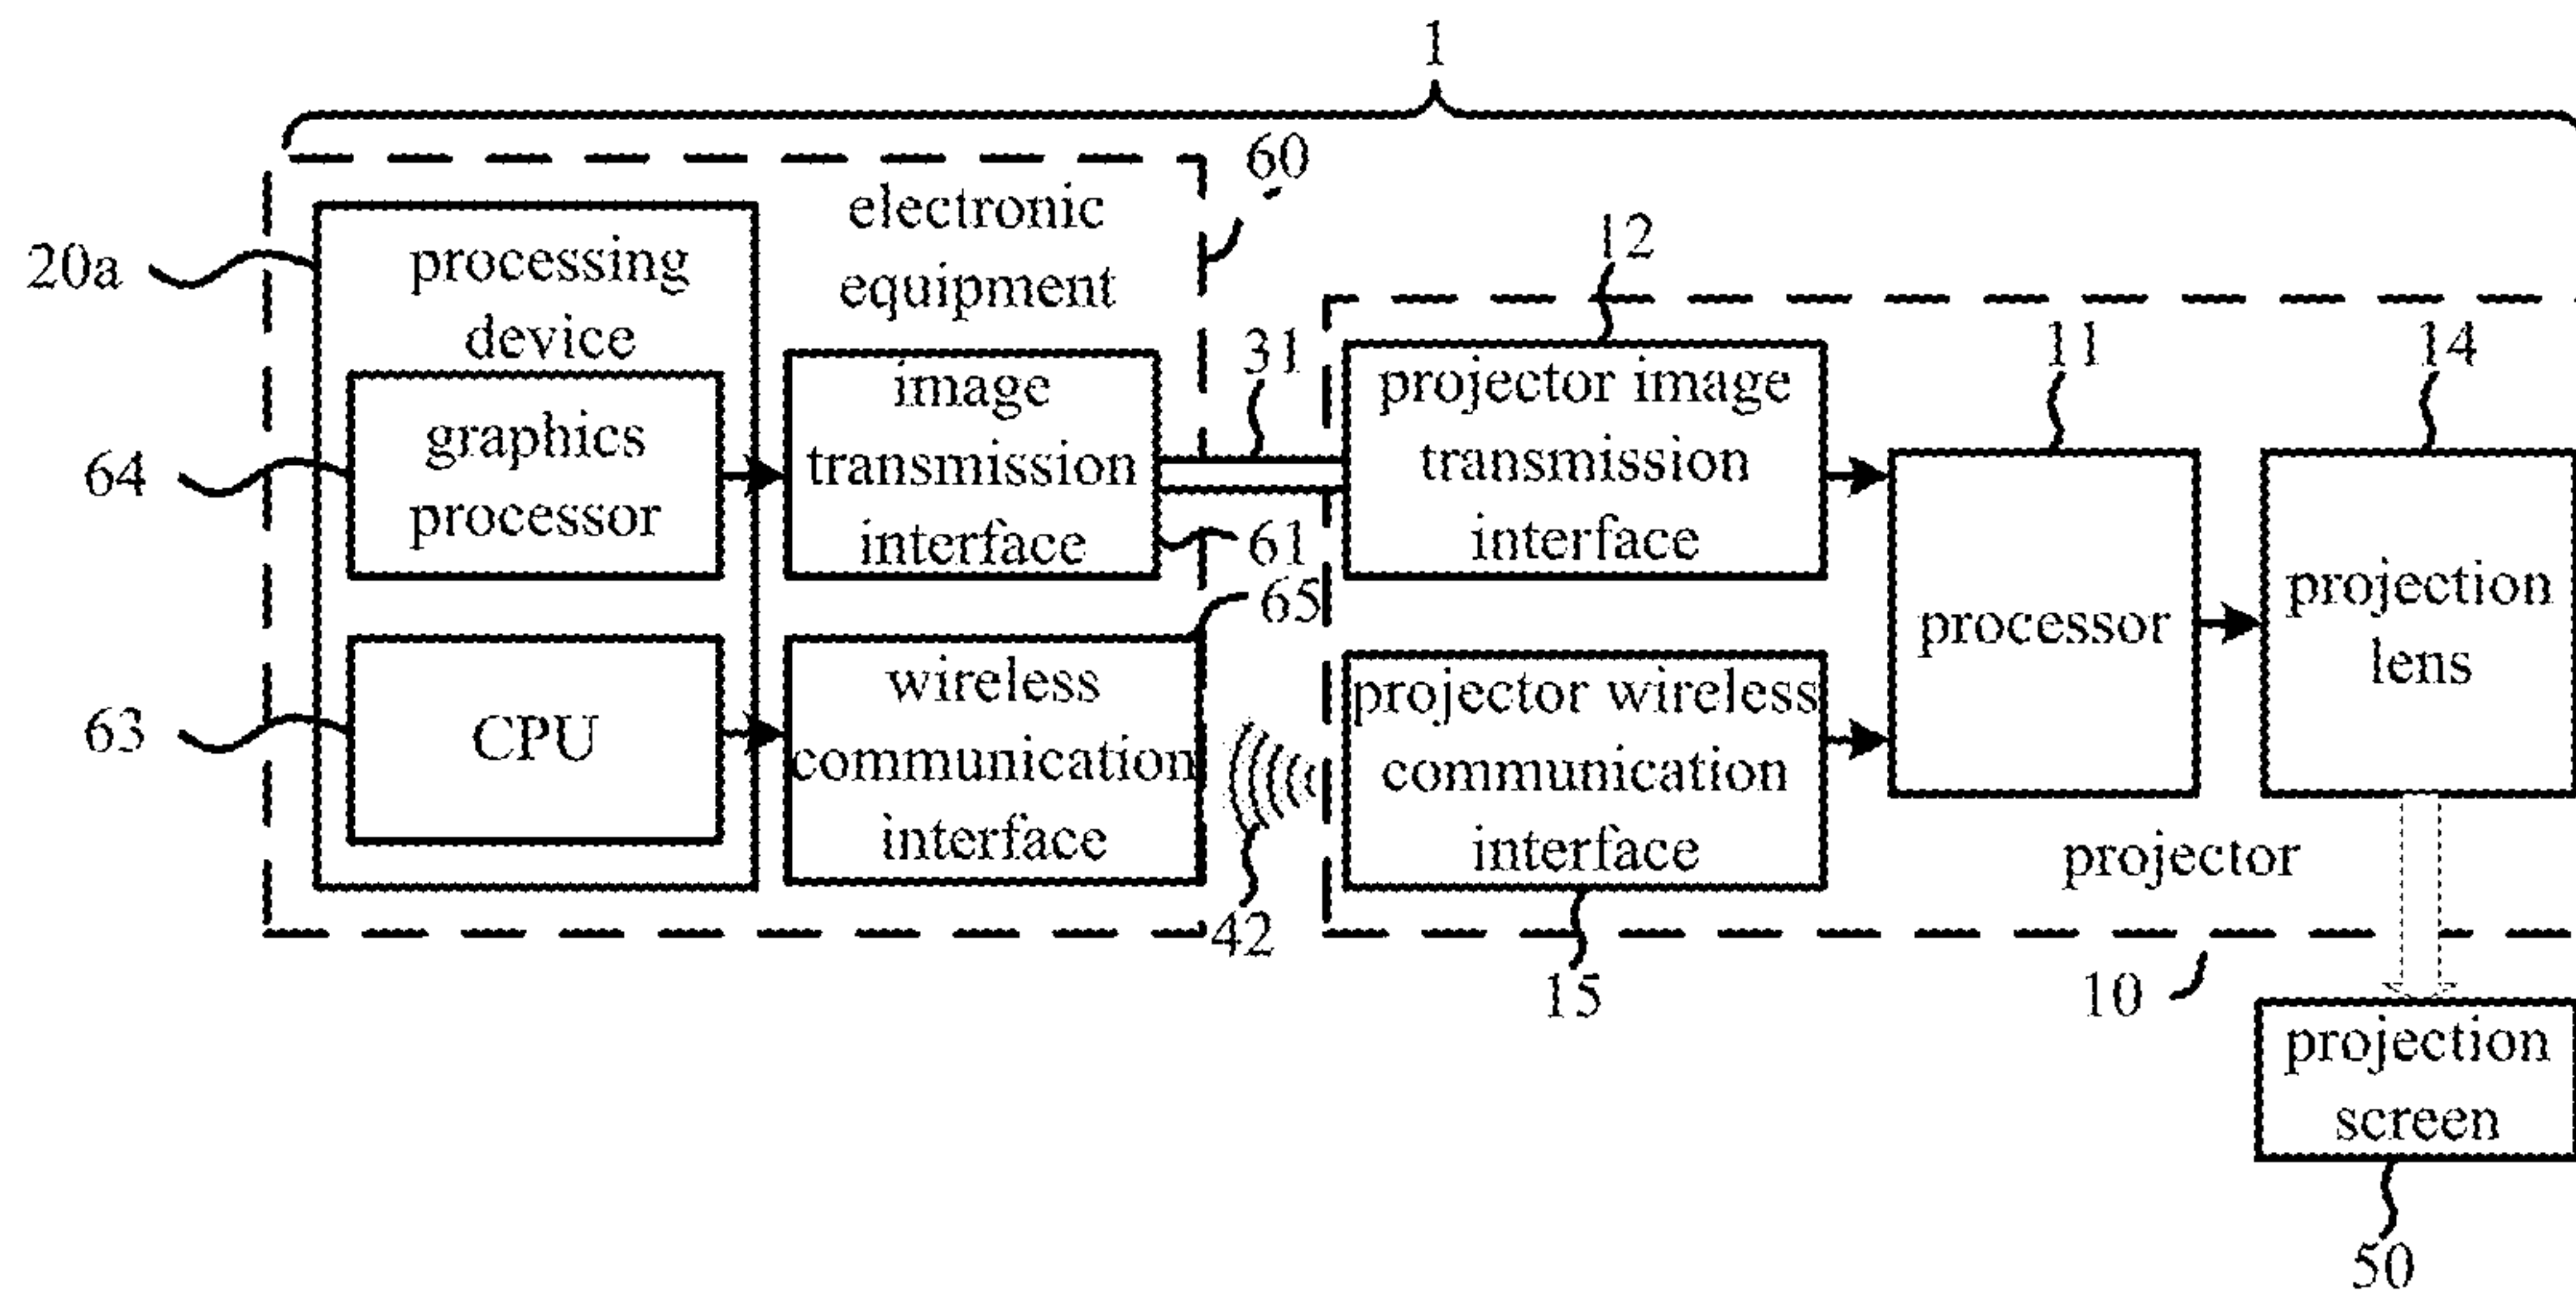 1
60
electronic
equipment
20a
processing
device
12
31
11
14
image
transmission
interface
projector image
transmission
interface
64
graphics
processor
61
65
processor
projection
lens
63
CPU
wireless
communication
interface
projector wireless
communication
interface
projector
42
15
10
projection
screen
50